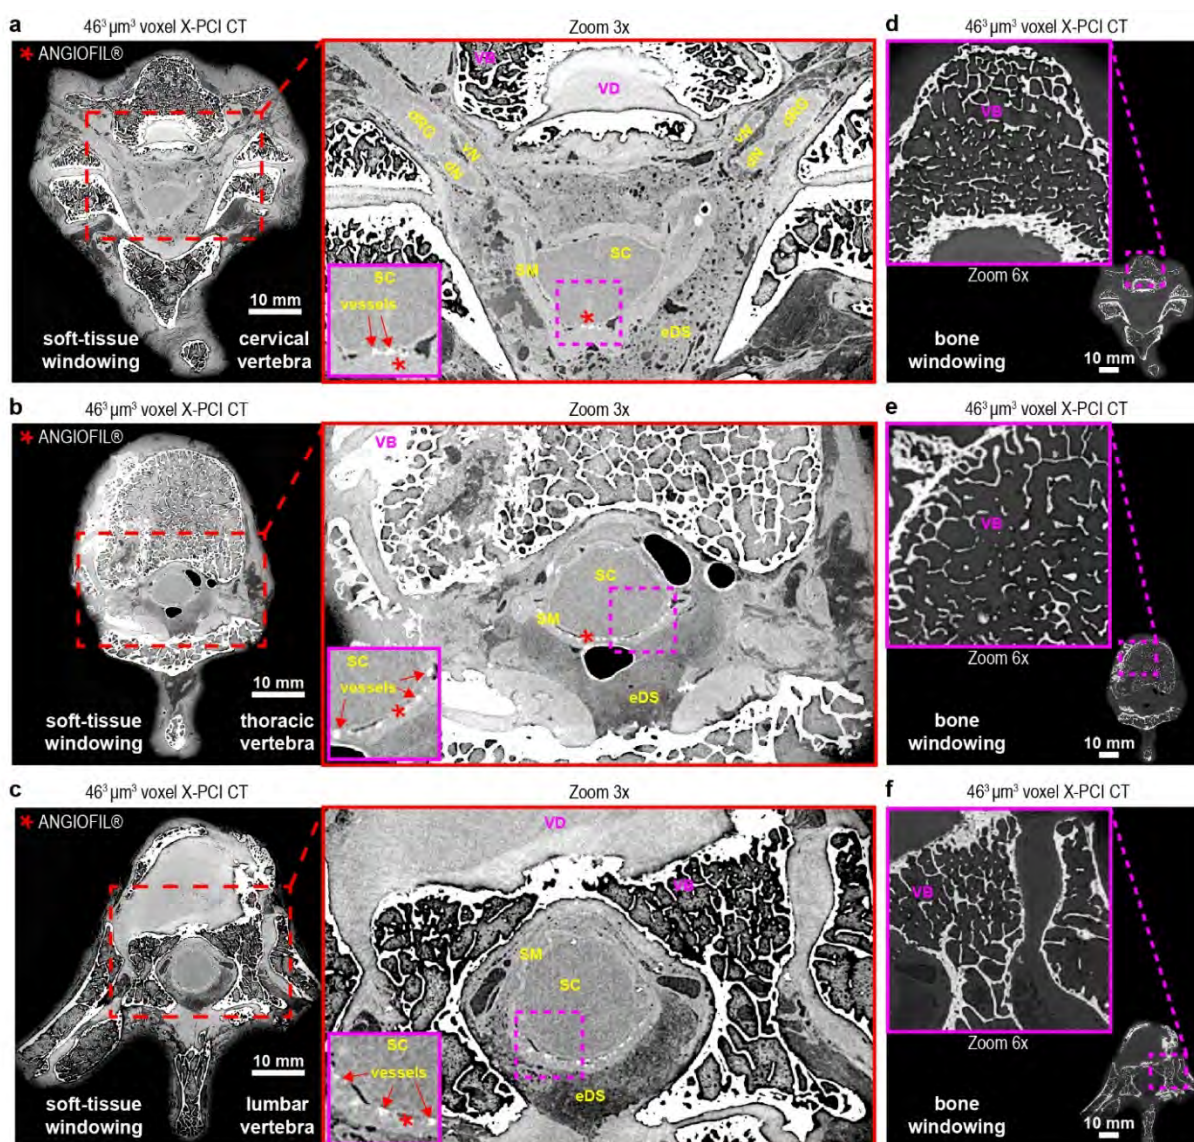 a
46³ μm³ voxel X-PCI CT
* ANGIOFIL®
10 mm
soft-tissue windowing
cervical vertebra
Zoom 3x
VB
VD
dRG
vN
dN
vN
dRG
dN
SC
SM
eDS
*
SC
vessels
*
d
46³ μm³ voxel X-PCI CT
VB
Zoom 6x
bone windowing
10 mm
b
46³ μm³ voxel X-PCI CT
* ANGIOFIL®
10 mm
soft-tissue windowing
thoracic vertebra
Zoom 3x
VB
SC
SM
*
eDS
SC
vessels
*
e
46³ μm³ voxel X-PCI CT
VB
Zoom 6x
bone windowing
10 mm
c
46³ μm³ voxel X-PCI CT
* ANGIOFIL®
10 mm
soft-tissue windowing
lumbar vertebra
Zoom 3x
VD
VB
SM
SC
eDS
SC
vessels
*
f
46³ μm³ voxel X-PCI CT
VB
Zoom 6x
bone windowing
10 mm